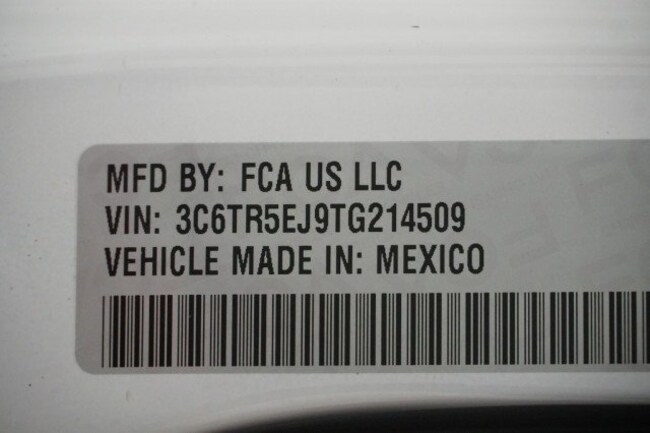 MFD BY: FCA US LLC
VIN: 3C6TR5EJ9TG214509
VEHICLE MADE IN: MEXICO